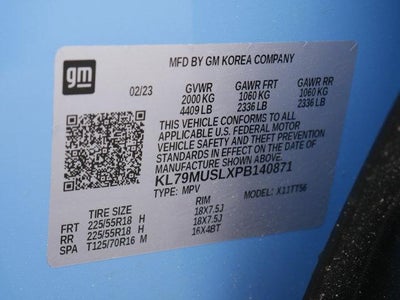 gm MFD BY GM KOREA COMPANY
02/23 GVWR GAWR FRT GAWR RR
2000 KG 1060 KG 1060 KG
4409 LB 2336 LB 2336 LB
THIS VEHICLE CONFORMS TO ALL
APPLICABLE U.S. FEDERAL MOTOR
VEHICLE SAFETY AND THEFT PREVENTION
STANDARDS IN EFFECT ON THE DATE OF
MANUFACTURE SHOWN ABOVE.
KL79MUSLXPB140871
TYPE: MPV MODEL: X11TT56
TIRE SIZE RIM
FRT 225/55R18 H 18X7.5J
RR 225/55R18 H 18X7.5J
SPA T125/70R16 M 16X4BT